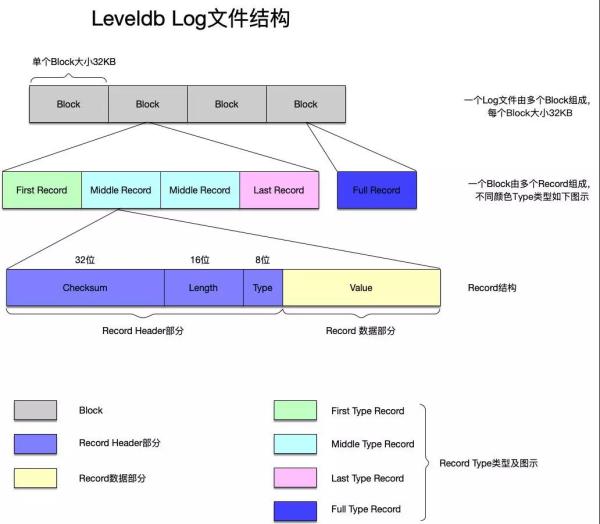 Leveldb Log文件结构
单个Block大小32KB
Block
Block
Block
Block
一个Log文件由多个Block组成,
每个Block大小32KB
First Record
Middle Record
Middle Record
Last Record
Full Record
一个Block由多个Record组成,
不同颜色Type类型如下图示
32位
16位
8位
Checksum
Length
Type
Value
Record结构
Record Header部分
Record 数据部分
Block
First Type Record
Record Header部分
Middle Type Record
Record Type类型及图示
Record数据部分
Last Type Record
Full Type Record